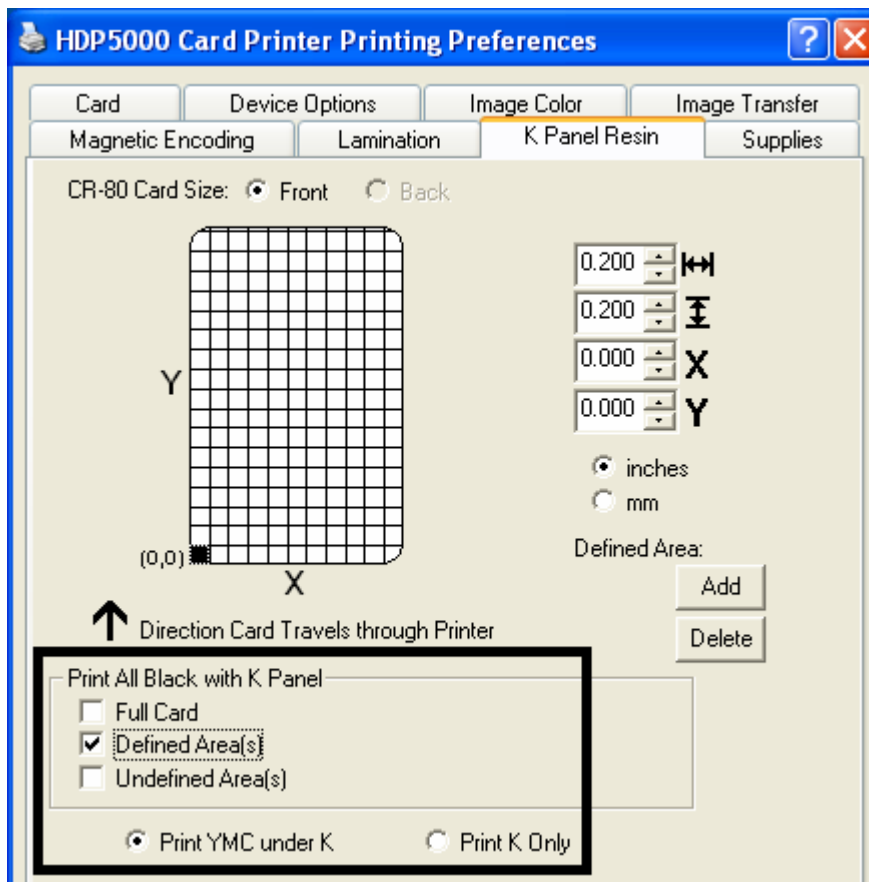 HDP5000 Card Printer Printing Preferences
Card Device Options Image Color Image Transfer
Magnetic Encoding Lamination K Panel Resin Supplies
CR-80 Card Size: Front Back
0.200
0.200
0.000 X
0.000 Y
Y
inches
mm
(0,0)
X
Defined Area:
Add
Direction Card Travels through Printer
Delete
Print All Black with K Panel
Full Card
Defined Area(s)
Undefined Area(s)
Print YMC under K Print K Only